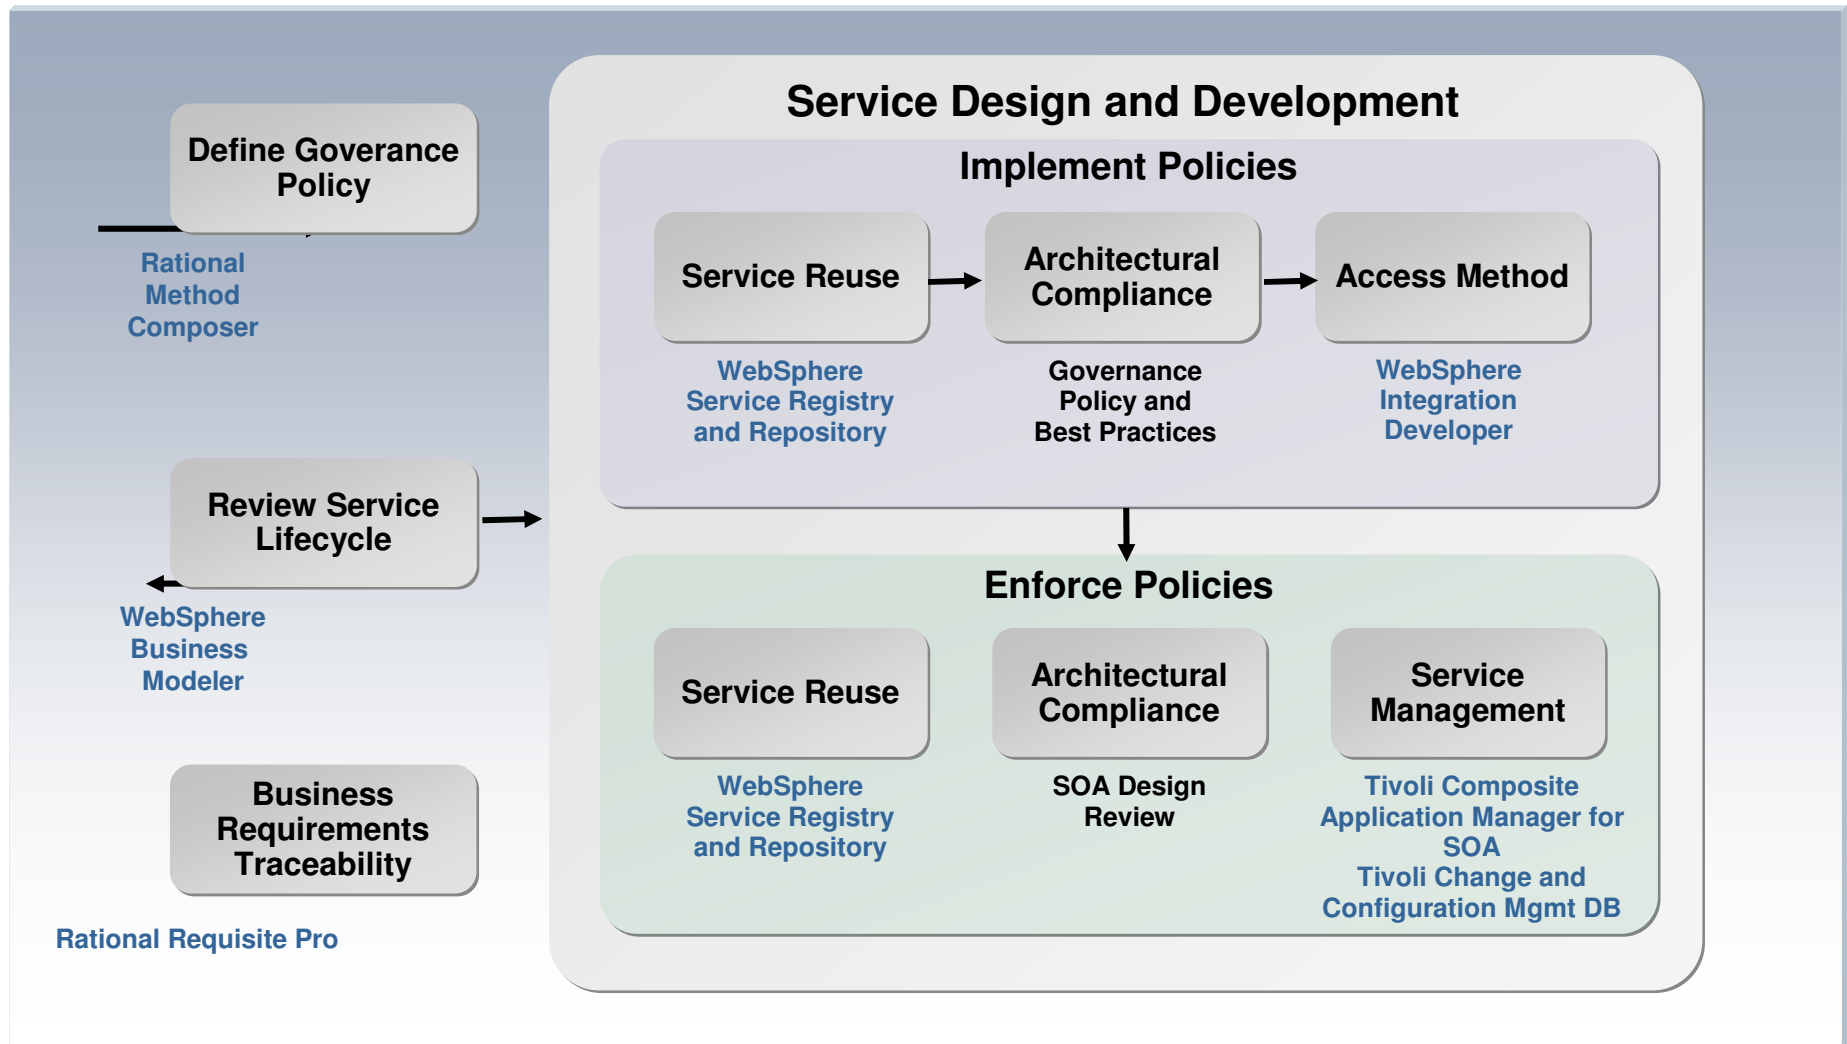 Define Goverance
Policy
Rational
Method
Composer
Review Service
Lifecycle
WebSphere
Business
Modeler
Business
Requirements
Traceability
Rational Requisite Pro
Service Design and Development
Implement Policies
Service Reuse
WebSphere
Service Registry
and Repository
Architectural
Compliance
Governance
Policy and
Best Practices
Access Method
WebSphere
Integration
Developer
Enforce Policies
Service Reuse
WebSphere
Service Registry
and Repository
Architectural
Compliance
SOA Design
Review
Service
Management
Tivoli Composite
Application Manager for
SOA
Tivoli Change and
Configuration Mgmt DB